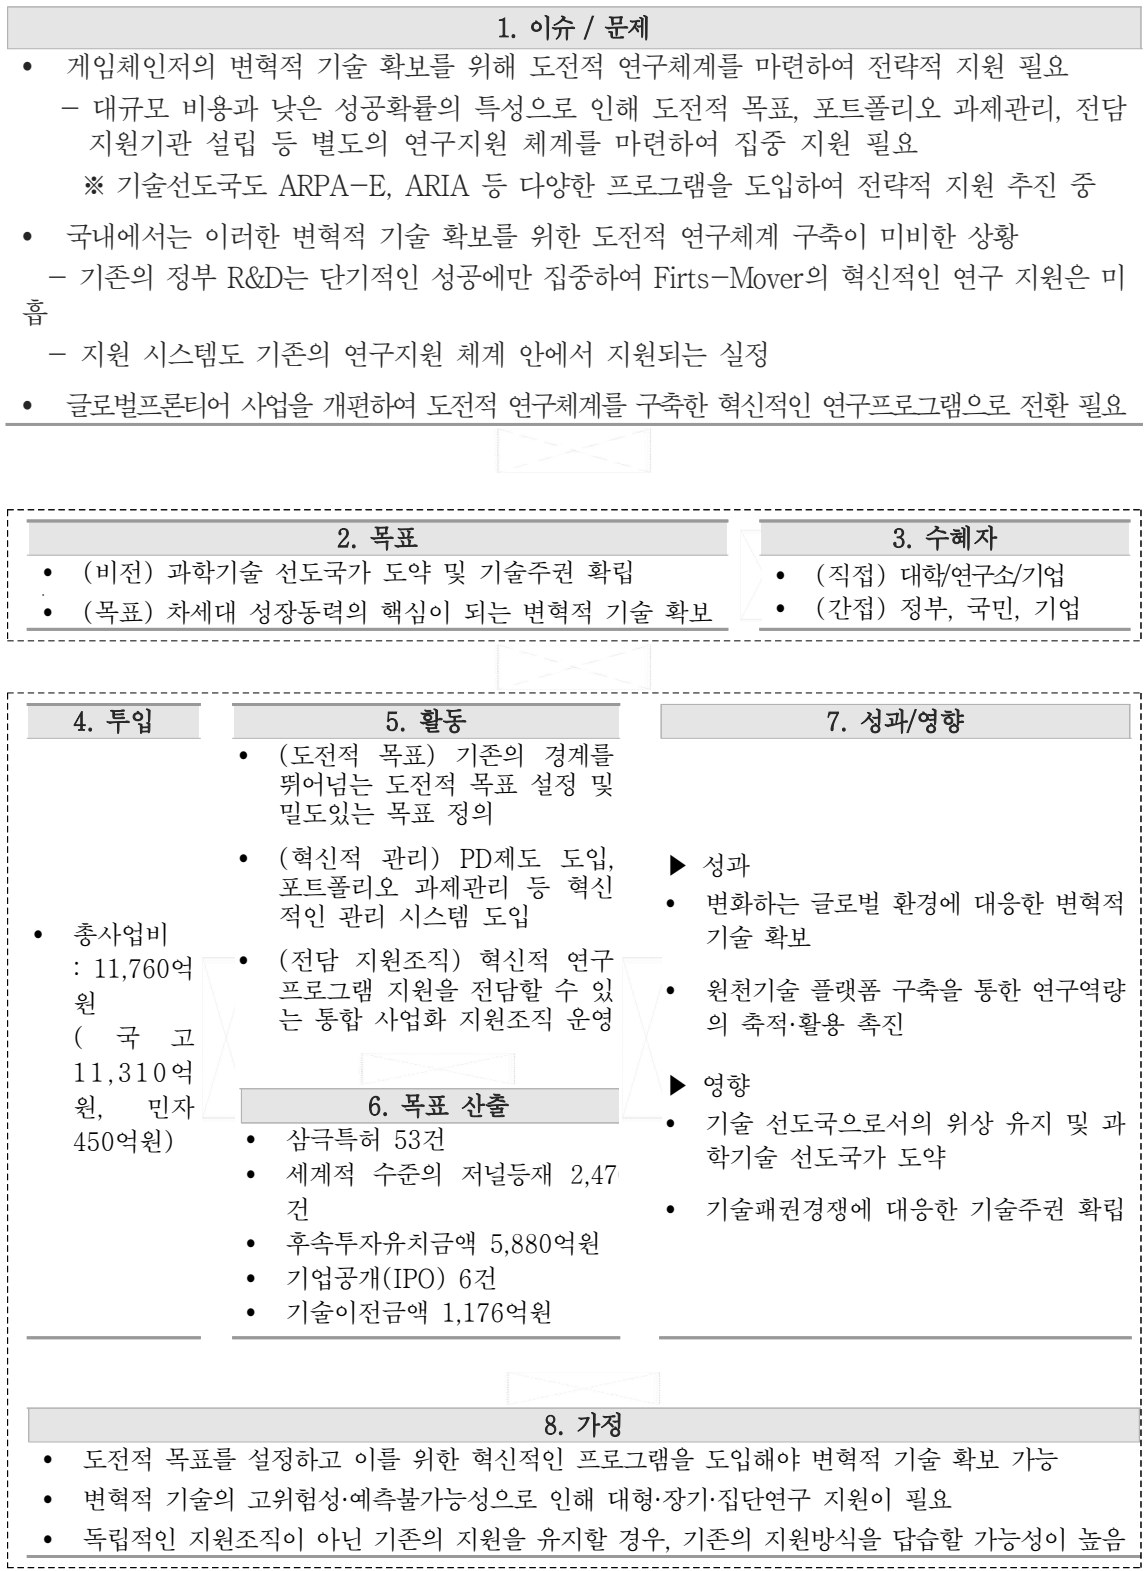 1. 이슈 / 문제
• 게임체인저의 변혁적 기술 확보를 위해 도전적 연구체계를 마련하여 전략적 지원 필요
– 대규모 비용과 낮은 성공확률의 특성으로 인해 도전적 목표, 포트폴리오 과제관리, 전담
지원기관 설립 등 별도의 연구지원 체계를 마련하여 집중 지원 필요
※ 기술선도국도 ARPA-E, ARIA 등 다양한 프로그램을 도입하여 전략적 지원 추진 중
• 국내에서는 이러한 변혁적 기술 확보를 위한 도전적 연구체계 구축이 미비한 상황
– 기존의 정부 R&D는 단기적인 성공에만 집중하여 Firts-Mover의 혁신적인 연구 지원은 미
흡
– 지원 시스템도 기존의 연구지원 체계 안에서 지원되는 실정
• 글로벌프론티어 사업을 개편하여 도전적 연구체계를 구축한 혁신적인 연구프로그램으로 전환 필요
2. 목표
• (비전) 과학기술 선도국가 도약 및 기술주권 확립
• (목표) 차세대 성장동력의 핵심이 되는 변혁적 기술 확보
3. 수혜자
• (직접) 대학/연구소/기업
• (간접) 정부, 국민, 기업
4. 투입
• 총사업비
: 11,760억
원
( 국 고
11,310억
원, 민자
450억원)
5. 활동
• (도전적 목표) 기존의 경계를
뛰어넘는 도전적 목표 설정 및
밀도있는 목표 정의
• (혁신적 관리) PD제도 도입,
포트폴리오 과제관리 등 혁신
적인 관리 시스템 도입
• (전담 지원조직) 혁신적 연구
프로그램 지원을 전담할 수 있
는 통합 사업화 지원조직 운영
6. 목표 산출
• 삼극특허 53건
• 세계적 수준의 저널등재
건
• 후속투자유치금액 5,880억원
• 기업공개(IPO) 6건
• 기술이전금액 1,176억원
7. 성과/영향
▶ 성과
• 변화하는 글로벌 환경에 대응한 변혁적
기술 확보
• 원천기술 플랫폼 구축을 통한 연구역량
의 축적·활용 촉진
▶ 영향
• 기술 선도국으로서의 위상 유지 및 과
학기술 선도국가 도약
• 기술패권경쟁에 대응한 기술주권 확립
8. 가정
• 도전적 목표를 설정하고 이를 위한 혁신적인 프로그램을 도입해야 변혁적 기술 확보 가능
• 변혁적 기술의 고위험성·예측불가능성으로 인해 대형·장기·집단연구 지원이 필요
• 독립적인 지원조직이 아닌 기존의 지원을 유지할 경우, 기존의 지원방식을 답습할 가능성이 높음